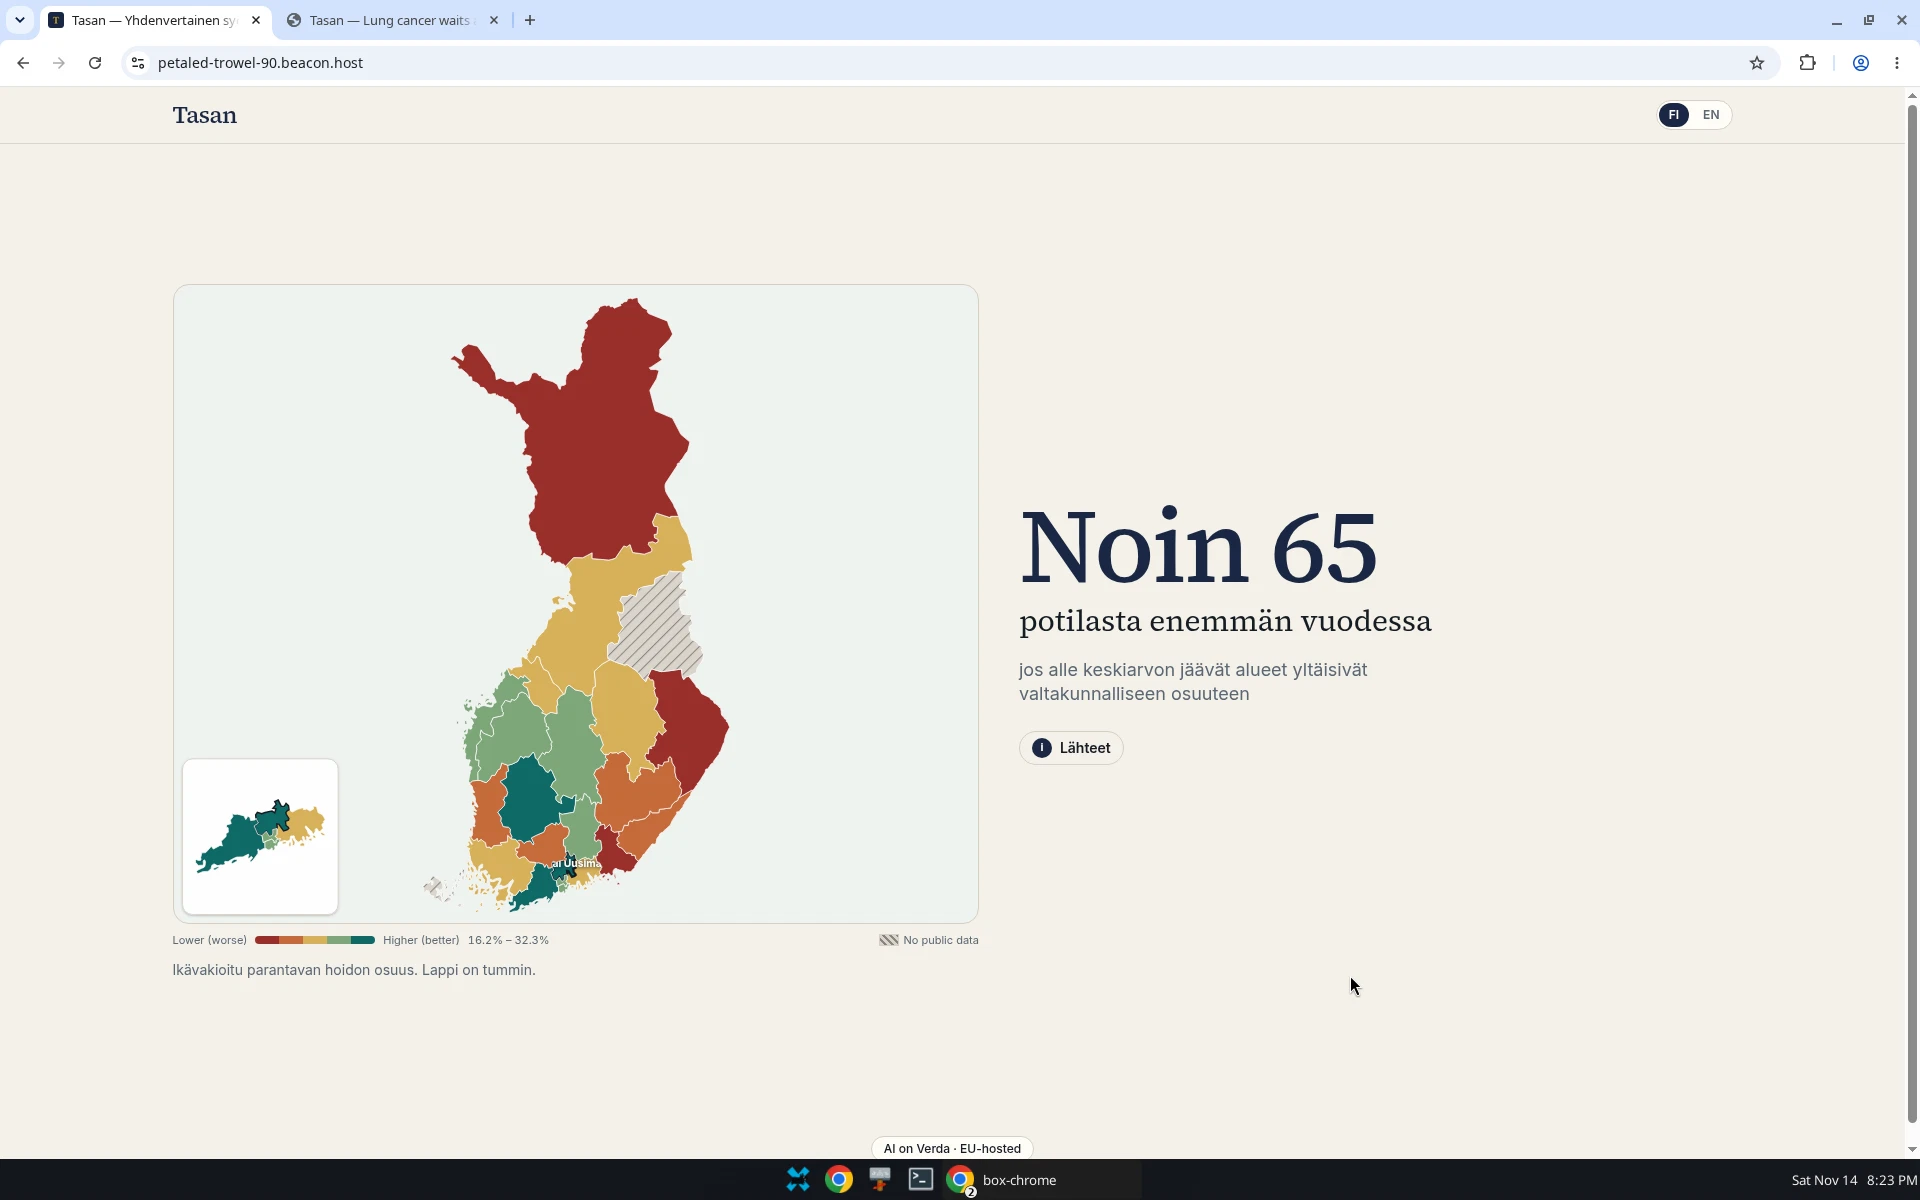 Tasan — Yhdenvertainen sy
Tasan — Lung cancer waits a
petaled-trowel-90.beacon.host
Tasan
FI EN
Noin 65
potilasta enemmän vuodessa
jos alle keskiarvon jäävät alueet yltäisivät
valtakunnalliseen osuuteen
i Lähteet
al Uusima
Lower (worse) Higher (better) 16.2% – 32.3% No public data
Ikävakioitu parantavan hoidon osuus. Lappi on tummin.
AI on Verda · EU-hosted
2 box-chrome Sat Nov 14 8:23 PM